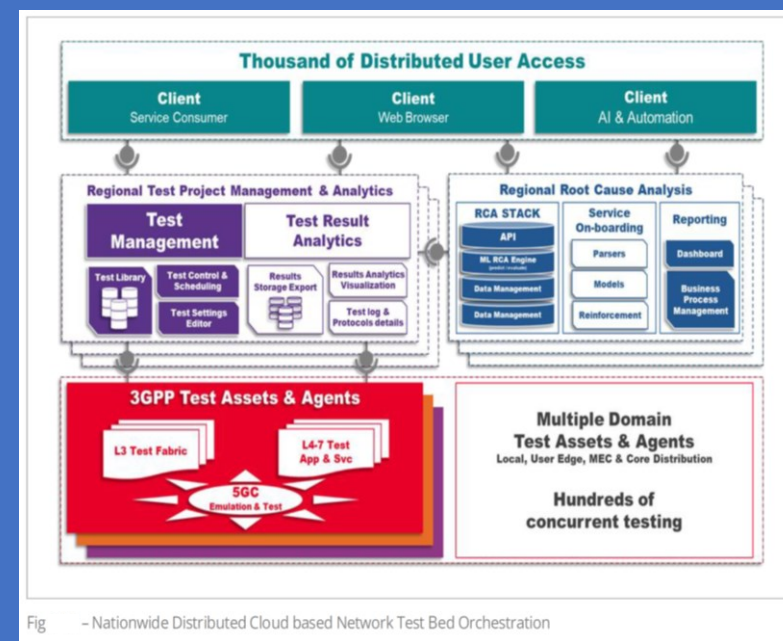 Thousand of Distributed User Access
Client
Service Consumer
Client
Web Browser
Client
AI & Automation
Regional Test Project Management & Analytics
Test
Management
Test Result
Analytics
Test Library
Test Control &
Scheduling
Test Settings
Editor
Results
Storage Export
Results Analytics
Visualization
Test log &
Protocols details
Regional Root Cause Analysis
RCA STACK
API
ML RCA Engine
(predict / evaluate)
Data Management
Data Management
Service
On-boarding
Parsers
Models
Reinforcement
Reporting
Dashboard
Business
Process
Management
3GPP Test Assets & Agents
L3 Test Fabric
L4-7 Test
App & Svc
5GC
Emulation & Test
Multiple Domain
Test Assets & Agents
Local, User Edge, MEC & Core Distribution
Hundreds of
concurrent testing
Fig – Nationwide Distributed Cloud based Network Test Bed Orchestration